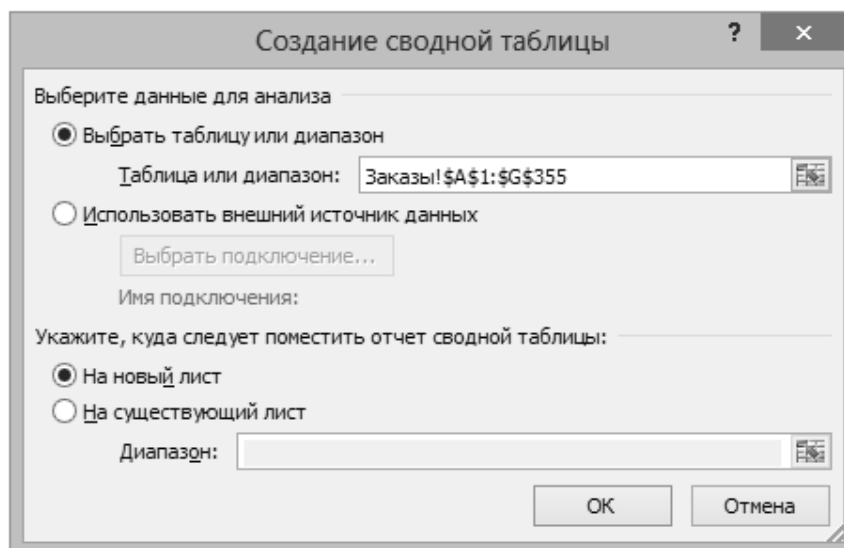 Создание сводной таблицы
? ×
Выберите данные для анализа
Выбрать таблицу или диапазон
Таблица или диапазон: Заказы!$A$1:$G$355
Использовать внешний источник данных
Выбрать подключение...
Имя подключения:
Укажите, куда следует поместить отчет сводной таблицы:
На новый лист
На существующий лист
Диапазон:
ОК Отмена